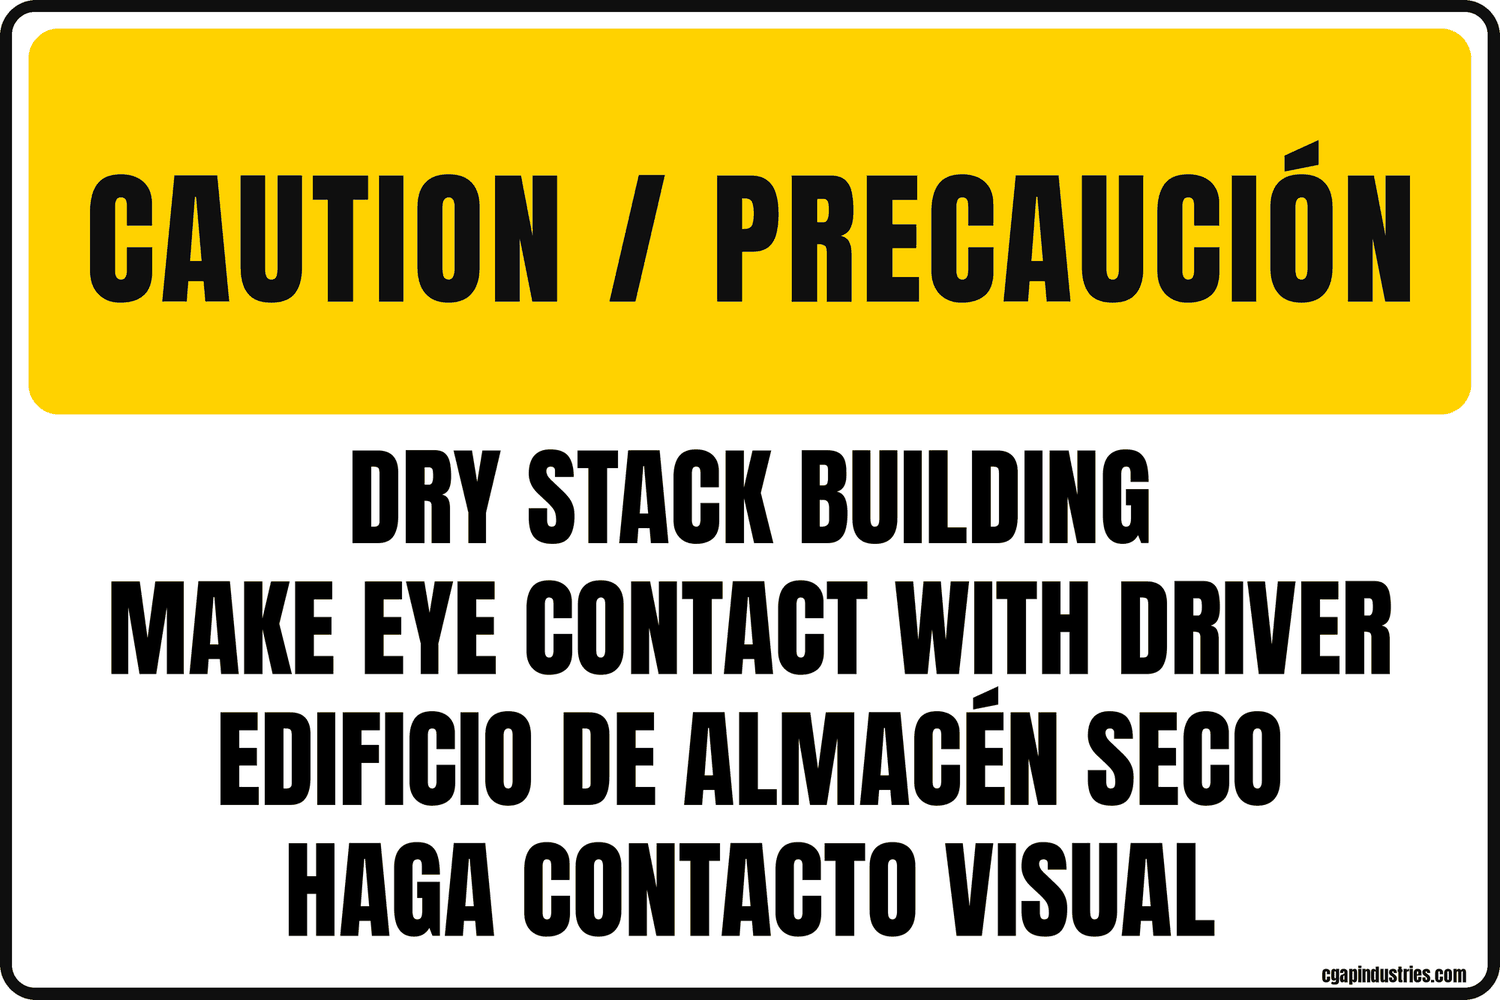 CAUTION / PRECAUCIÓN
DRY STACK BUILDING
MAKE EYE CONTACT WITH DRIVER
EDIFICIO DE ALMACÉN SECO
HAGA CONTACTO VISUAL
cgapindustries.com